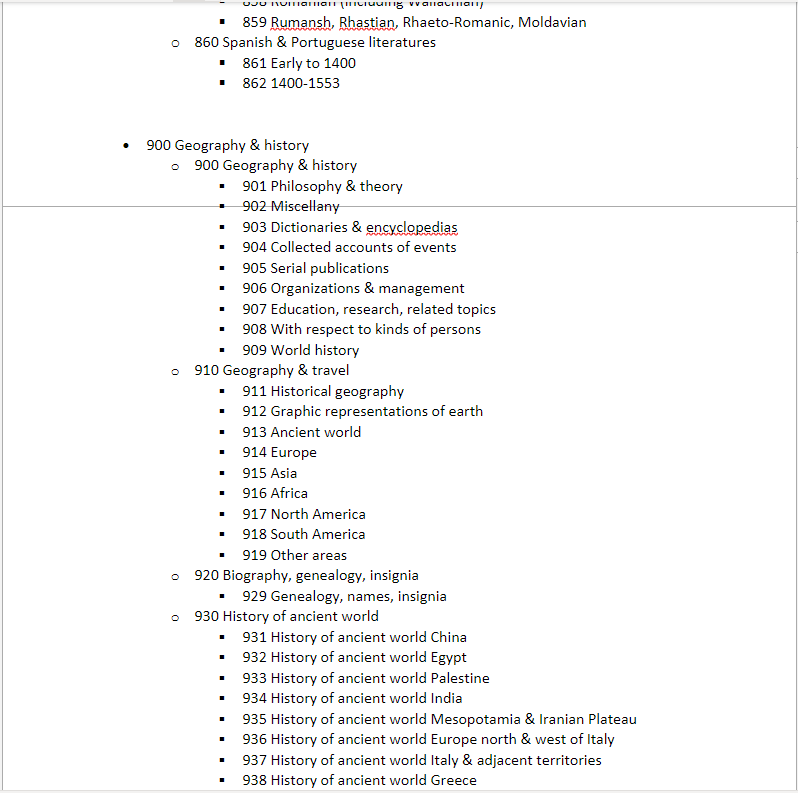 858 Romanian (including Wallachian)
859 Rumansh, Rhastian, Rhaeto-Romanic, Moldavian
860 Spanish & Portuguese literatures
861 Early to 1400
862 1400-1553
900 Geography & history
900 Geography & history
901 Philosophy & theory
902 Miscellany
903 Dictionaries & encyclopedias
904 Collected accounts of events
905 Serial publications
906 Organizations & management
907 Education, research, related topics
908 With respect to kinds of persons
909 World history
910 Geography & travel
911 Historical geography
912 Graphic representations of earth
913 Ancient world
914 Europe
915 Asia
916 Africa
917 North America
918 South America
919 Other areas
920 Biography, genealogy, insignia
929 Genealogy, names, insignia
930 History of ancient world
931 History of ancient world China
932 History of ancient world Egypt
933 History of ancient world Palestine
934 History of ancient world India
935 History of ancient world Mesopotamia & Iranian Plateau
936 History of ancient world Europe north & west of Italy
937 History of ancient world Italy & adjacent territories
938 History of ancient world Greece